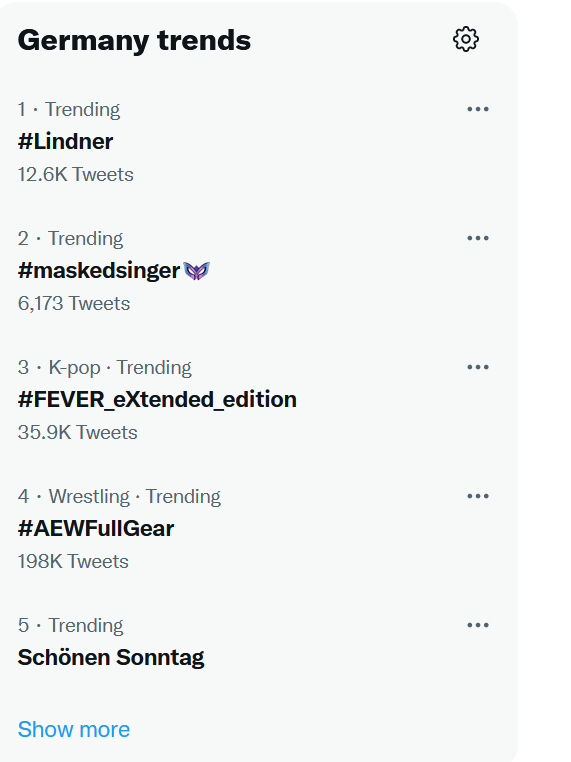 Germany trends
1 · Trending
#Lindner
12.6K Tweets
2 · Trending
#maskedsinger
6,173 Tweets
3 · K-pop · Trending
#FEVER_eXtended_edition
35.9K Tweets
4 · Wrestling · Trending
#AEWFullGear
198K Tweets
5 · Trending
Schönen Sonntag
Show more